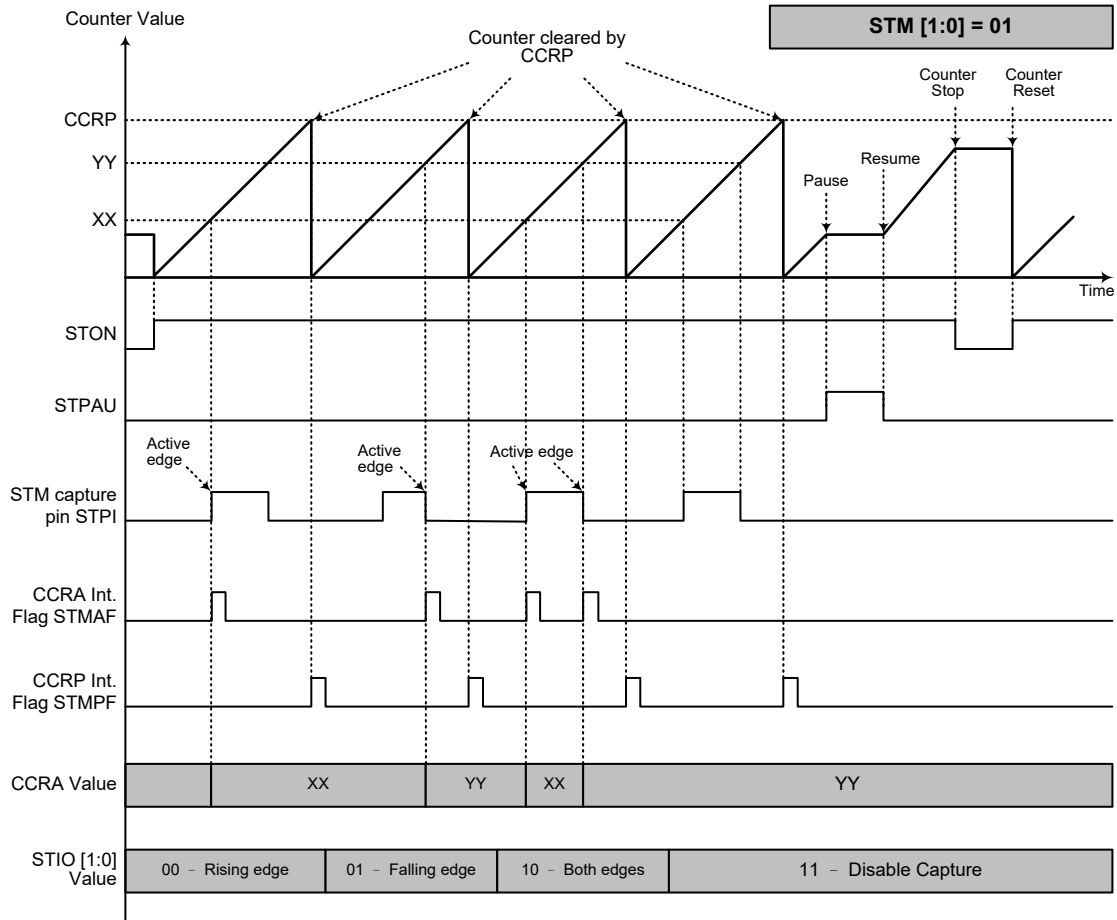 Counter Value
STM [1:0] = 01
Counter cleared by
CCRP
Counter
Stop
Counter
Reset
CCRP
YY
Resume
Pause
XX
Time
STON
STPAU
Active
edge
Active
edge
Active edge
STM capture
pin STPI
CCRA Int.
Flag STMAF
CCRP Int.
Flag STMPF
CCRA Value
XX
YY
XX
YY
STIO [1:0]
Value
00 – Rising edge
01 – Falling edge
10 – Both edges
11 – Disable Capture